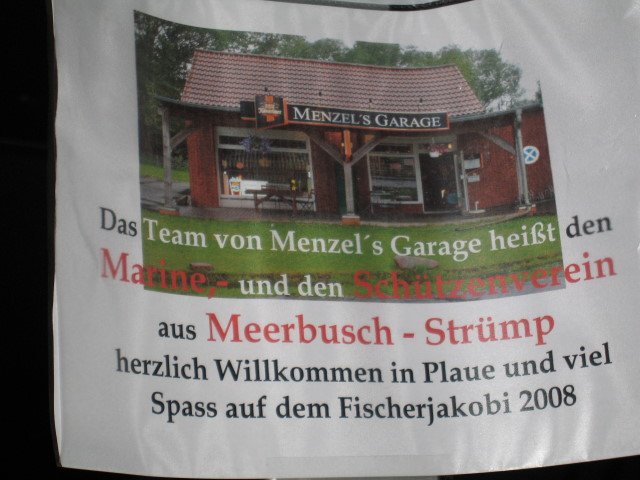 MENZEL'S GARAGE
Das Team von Menzel´s Garage heißt den
Marine,- und den Schützenverein
aus Meerbusch - Strümp
herzlich Willkommen in Plaue und viel
Spass auf dem Fischerjakobi 2008